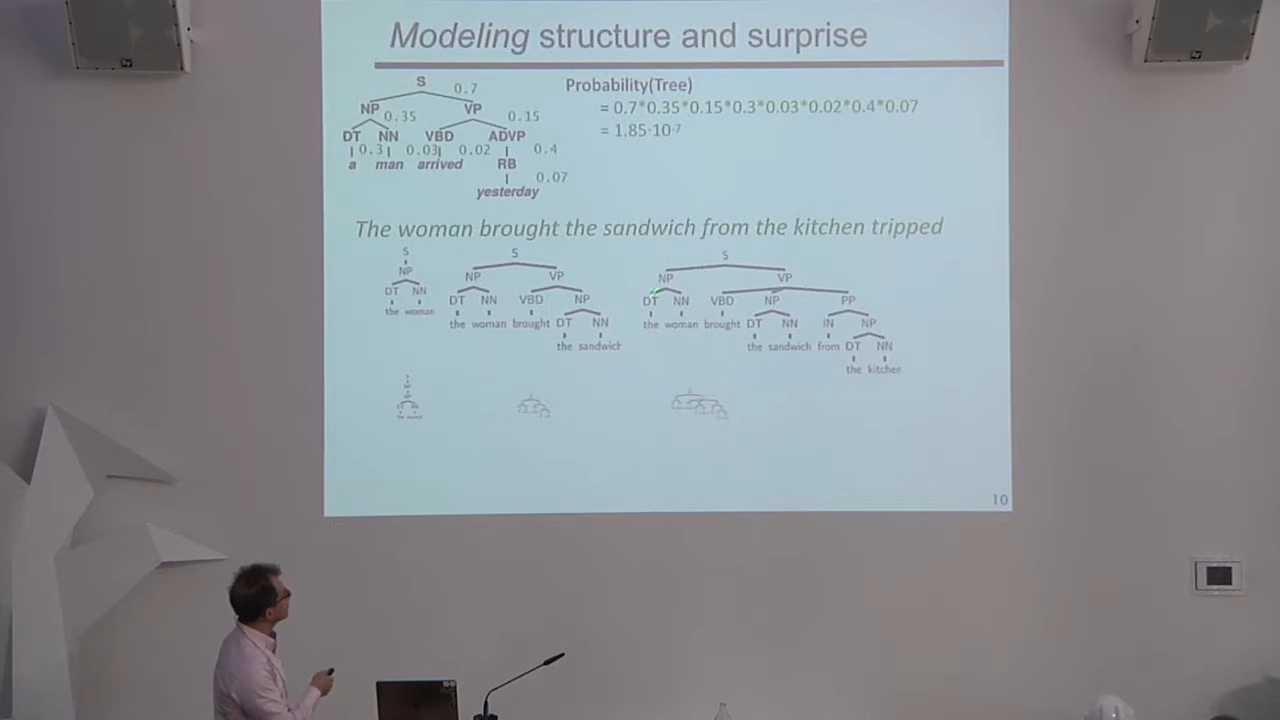 Modeling structure and surprise
S
0.7
NP 0.35 VP 0.15
DT NN VBD ADVP
0.3 0.03 0.02 0.4
a man arrived RB
0.07
yesterday
Probability(Tree)
= 0.7*0.35*0.15*0.3*0.03*0.02*0.4*0.07
= 1.85·10-7
The woman brought the sandwich from the kitchen tripped
S
NP
DT NN
the woman
S
NP VP
DT NN VBD NP
the woman brought DT NN
the sandwich
S
NP VP
DT NN VBD NP PP
the woman brought DT NN IN NP
the sandwich from DT NN
the kitchen
10